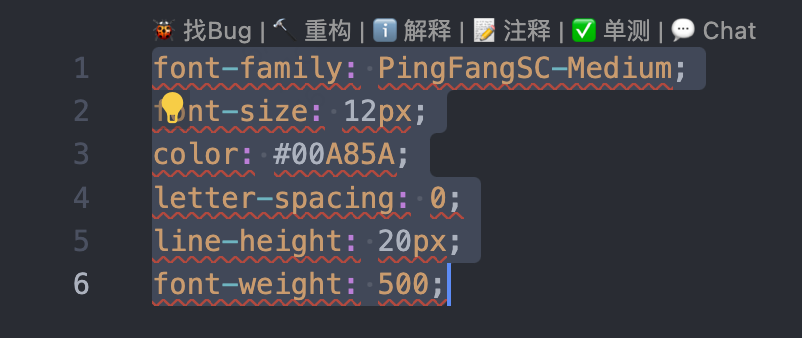 🐞 找Bug | 🔨 重构 | ℹ️ 解释 | 📝 注释 | ✅ 单测 | 💬 Chat
1 font-family: PingFangSC-Medium;
2 font-size: 12px;
3 color: #00A85A;
4 letter-spacing: 0;
5 line-height: 20px;
6 font-weight: 500;